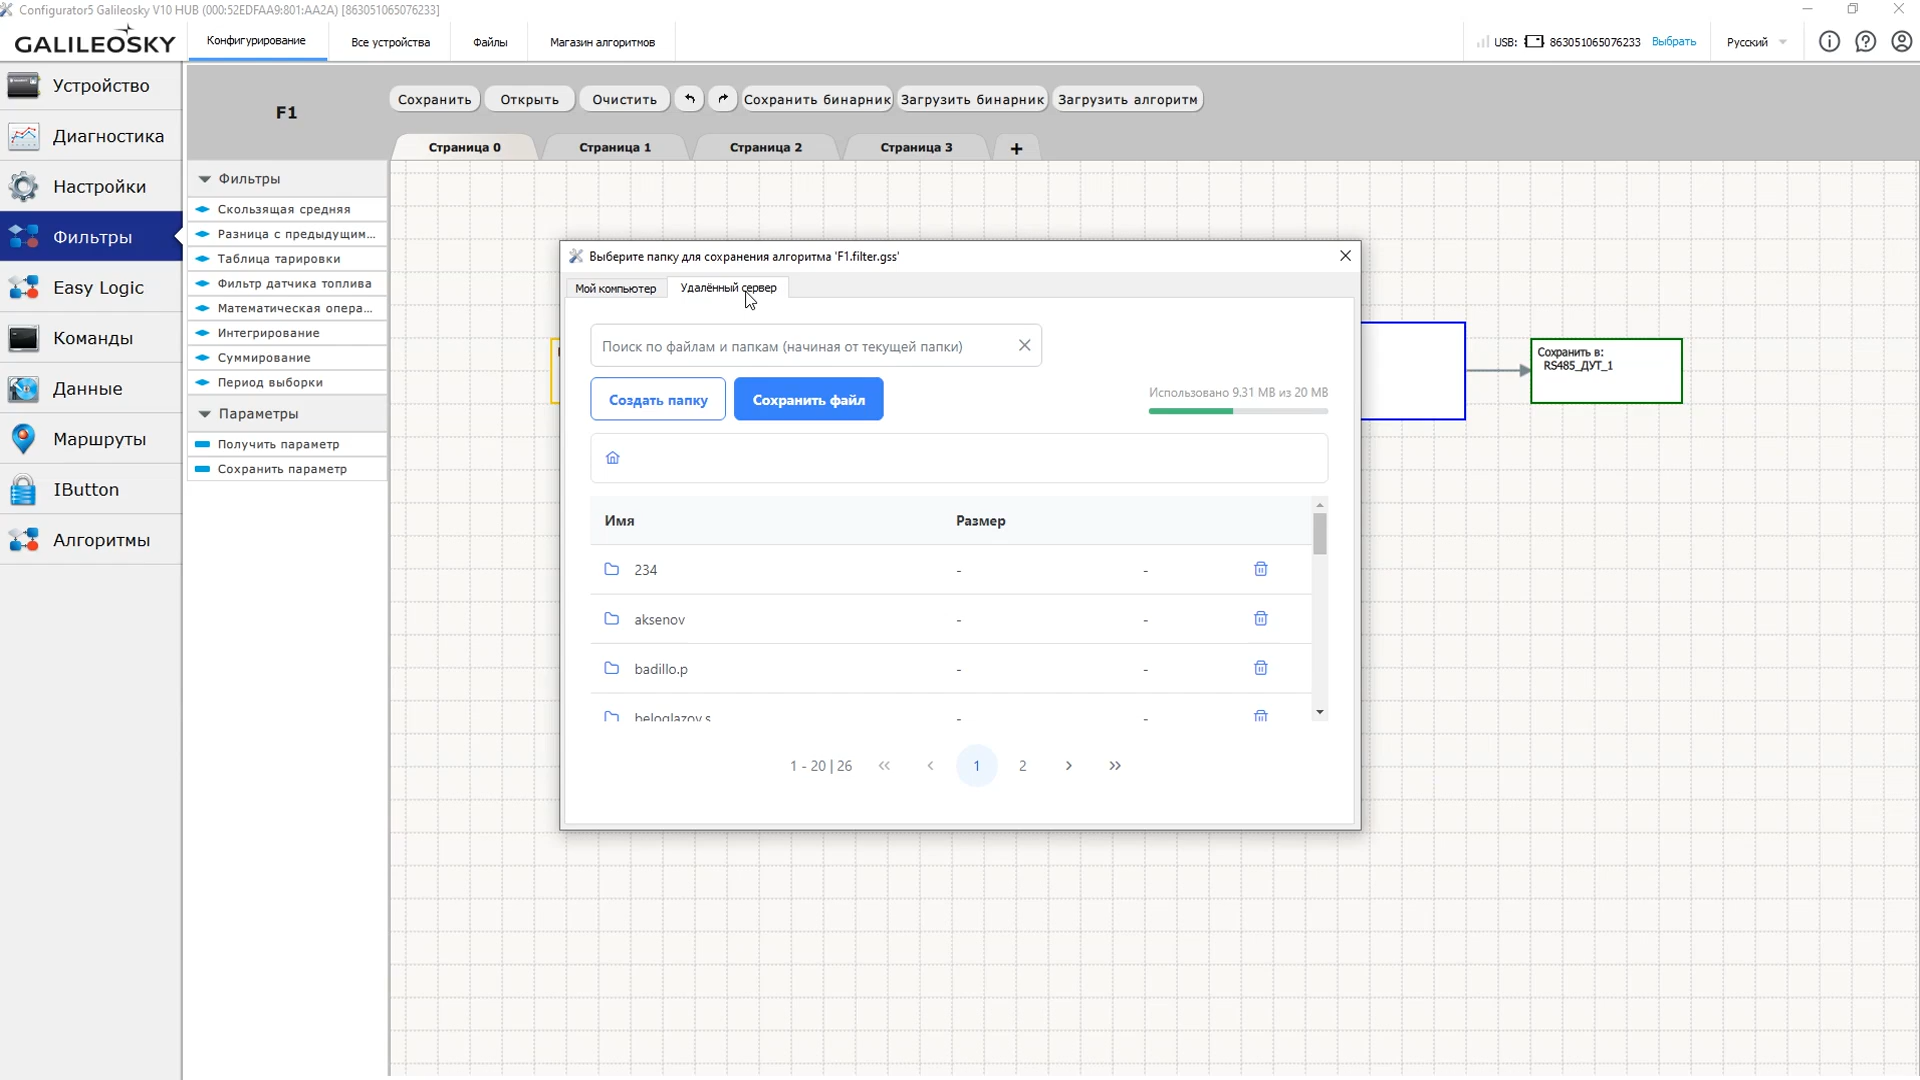 Configurator5 Galileosky V10 HUB (000:52EDFAA9:801:AA2A) [863051065076233]
GALILEOSKY
Конфигурирование
Все устройства
Файлы
Магазин алгоритмов
USB:
863051065076233
Выбрать
Русский
Устройство
Диагностика
Настройки
Фильтры
Easy Logic
Команды
Данные
Маршруты
IButton
Алгоритмы
F1
Сохранить
Открыть
Очистить
Сохранить бинарник
Загрузить бинарник
Загрузить алгоритм
Страница 0
Страница 1
Страница 2
Страница 3
+
Фильтры
Скользящая средняя
Разница с предыдущим...
Таблица тарировки
Фильтр датчика топлива
Математическая опера...
Интегрирование
Суммирование
Период выборки
Параметры
Получить параметр
Сохранить параметр
Выберите папку для сохранения алгоритма 'F1.filter.gss'
Мой компьютер
Удалённый сервер
Поиск по файлам и папкам (начиная от текущей папки)
Создать папку
Сохранить файл
Использовано 9.31 MB из 20 MB
Имя
Размер
234 - -
aksenov - -
badillo.p - -
beloglazov.s - -
1 - 20 | 26
1
2
Сохранить в:
RS485_ДУТ_1